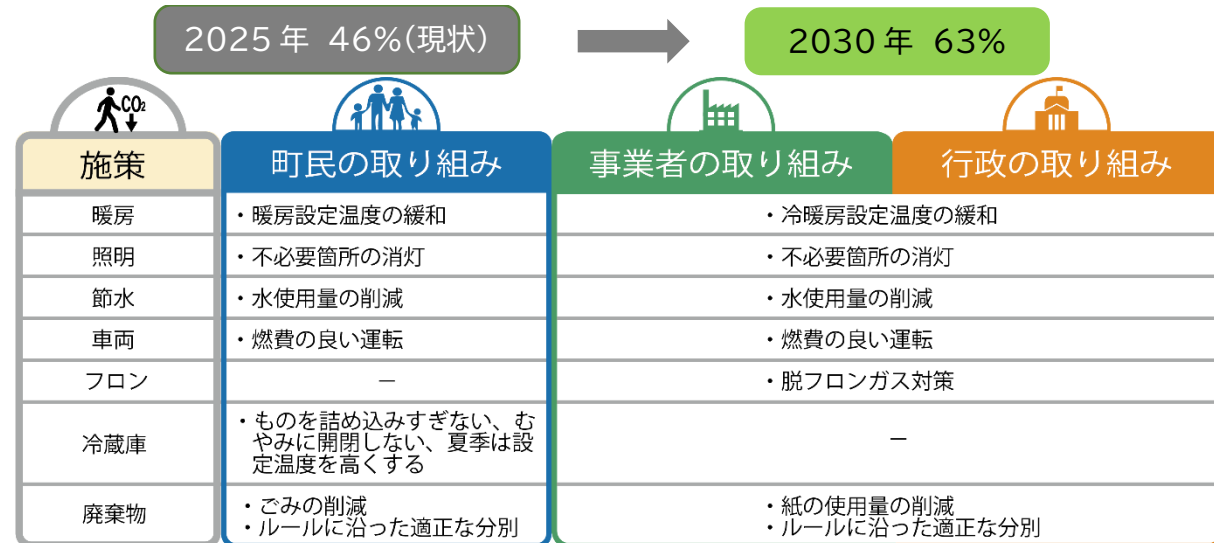 2025年 46%(現状)
2030年 63%
CO₂
施策
町民の取り組み
事業者の取り組み
行政の取り組み
暖房
・暖房設定温度の緩和
・冷暖房設定温度の緩和
照明
・不必要箇所の消灯
・不必要箇所の消灯
節水
・水使用量の削減
・水使用量の削減
車両
・燃費の良い運転
・燃費の良い運転
フロン
－
・脱フロンガス対策
冷蔵庫
・ものを詰め込みすぎない、む
やみに開閉しない、夏季は設
定温度を高くする
－
廃棄物
・ごみの削減
・ルールに沿った適正な分別
・紙の使用量の削減
・ルールに沿った適正な分別